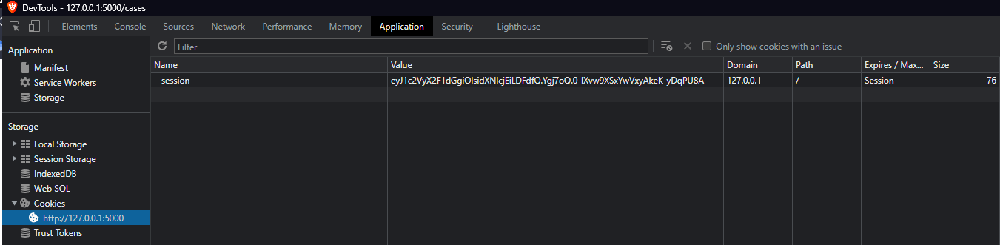 DevTools - 127.0.0.1:5000/cases
Elements Console Sources Network Performance Memory Application Security Lighthouse
Application
Filter
Only show cookies with an issue
Manifest
Service Workers
Storage
Name Value Domain Path Expires / Max... Size
session eyJ1c2VyX2F1dGgiOlsidXNlcjEiLDFdfQ.Ygj7oQ.0-lXvw9XSxYwVxyAkeK-yDqPU8A 127.0.0.1 / Session 76
Storage
Local Storage
Session Storage
IndexedDB
Web SQL
Cookies
http://127.0.0.1:5000
Trust Tokens